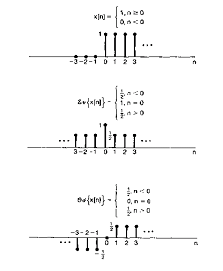 x[n] = { 1, n ≥ 0
0, n < 0
1
−3 −2 −1 0 1 2 3 n
Ev{x[n]} = { 1/2, n < 0
1, n = 0
1/2, n > 0
1
1/2
−3 −2 −1 0 1 2 3 n
Od{x[n]} = { −1/2, n < 0
0, n = 0
1/2, n > 0
1/2
−3 −2 −1
0 1 2 3 n
−1/2